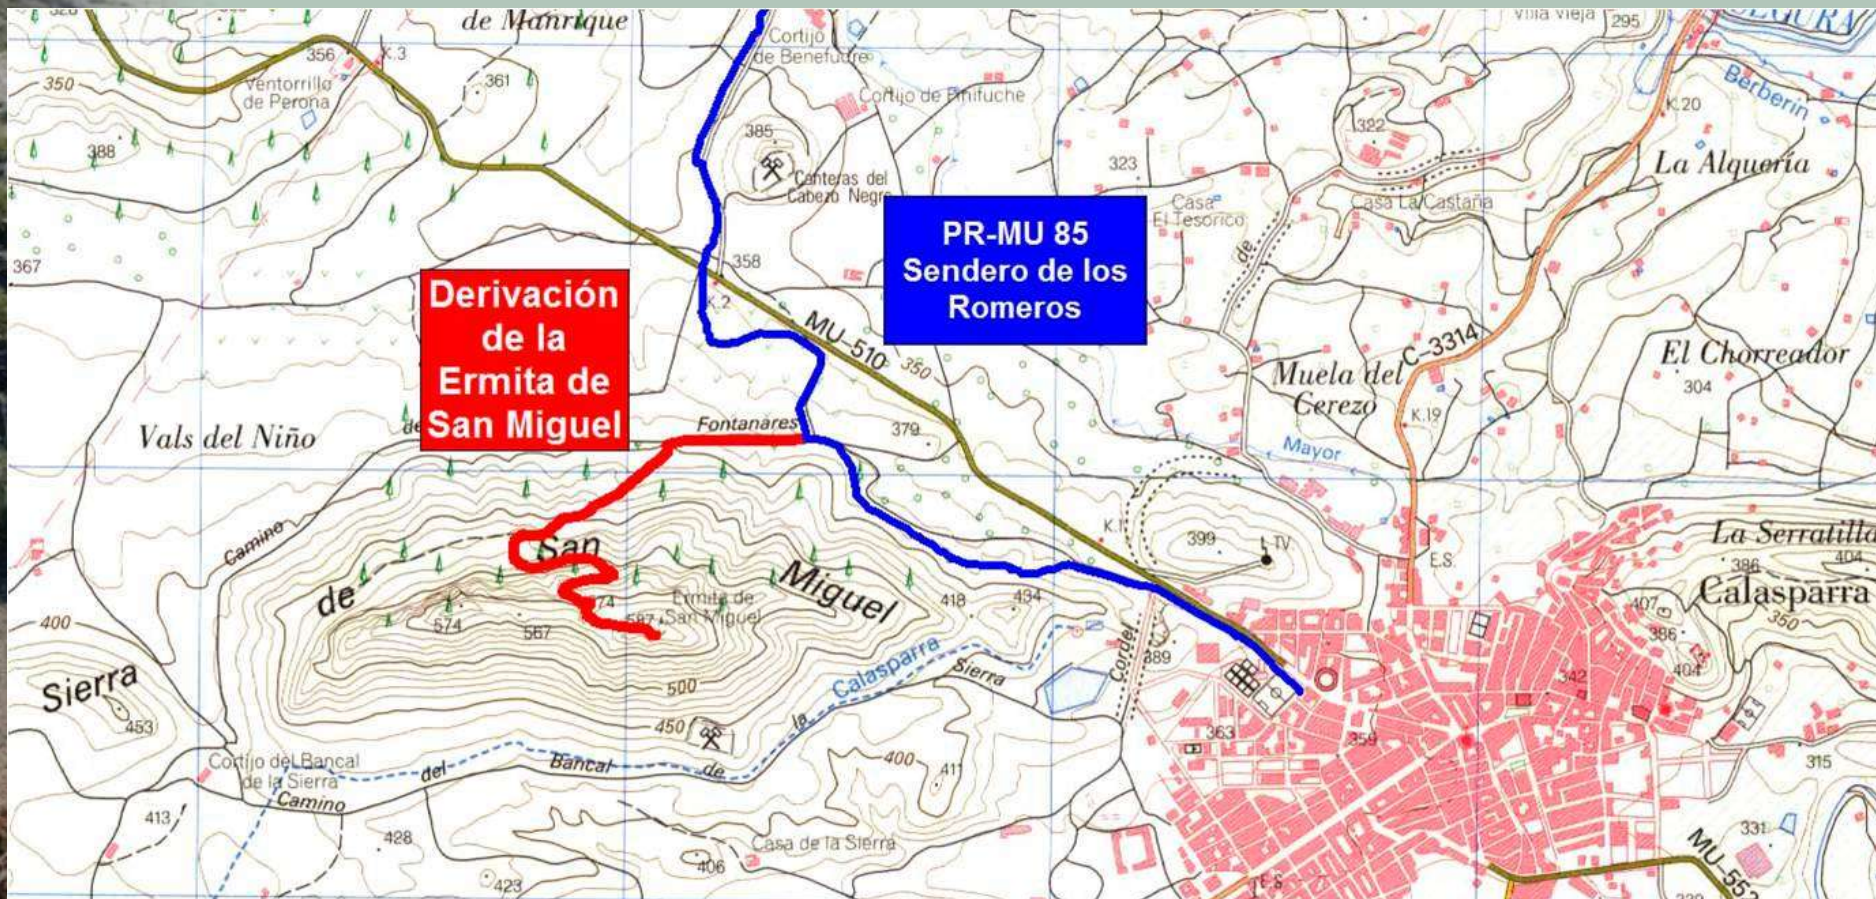 de Manrique
Cortijo
de Benefuche
Villa Vieja
295
SEGURA
356
K.3
361
350
Ventorrillo
de Perona
Cortijo de Pinifuche
Berberín
K.20
388
385
322
323
La Alquería
Canteras del
Cabezo Negro
Casa
El Tesorico
Casa La Castaña
PR-MU 85
Sendero de los
Romeros
de
367
358
K.2
Derivación
de la
Ermita de
San Miguel
MU-510
350
C-3314
El Chorreador
304
Muela del
Cerezo
K.19
Vals del Niño
de
Fontanares
379
Mayor
Camino
San
K.1
399
TV.
E.S.
La Serratilla
386
404
Calasparra
de
Miguel
Ermita de
San Miguel
418
434
407
350
400
574
567
587
386
Cordel
389
Calasparra
Sierra
404
Sierra
453
500
342
450
la
363
359
Cortijo del Bancal
de la Sierra
del
Bancal
de
400
411
315
Camino
413
428
Casa de la Sierra
406
423
331
MU-552
E.S.